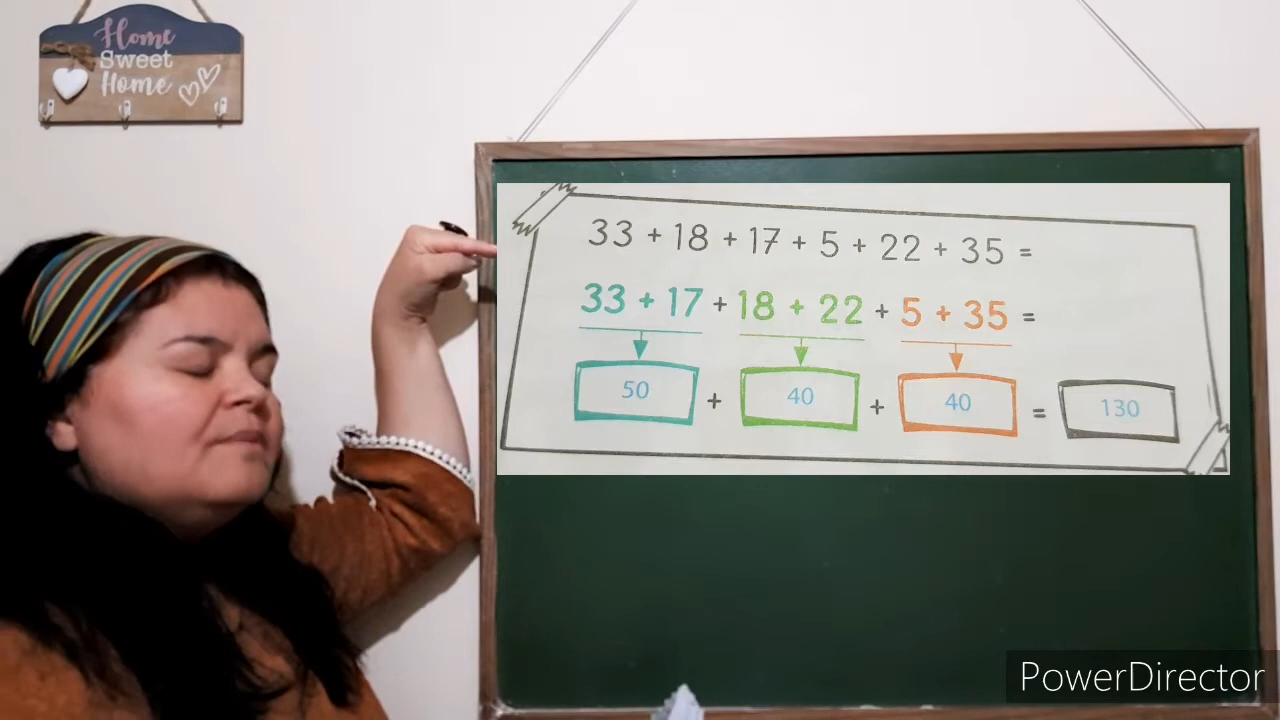 Home
Sweet
Home
33 + 18 + 17 + 5 + 22 + 35 =
33 + 17 + 18 + 22 + 5 + 35 =
50 + 40 + 40 = 130
PowerDirector